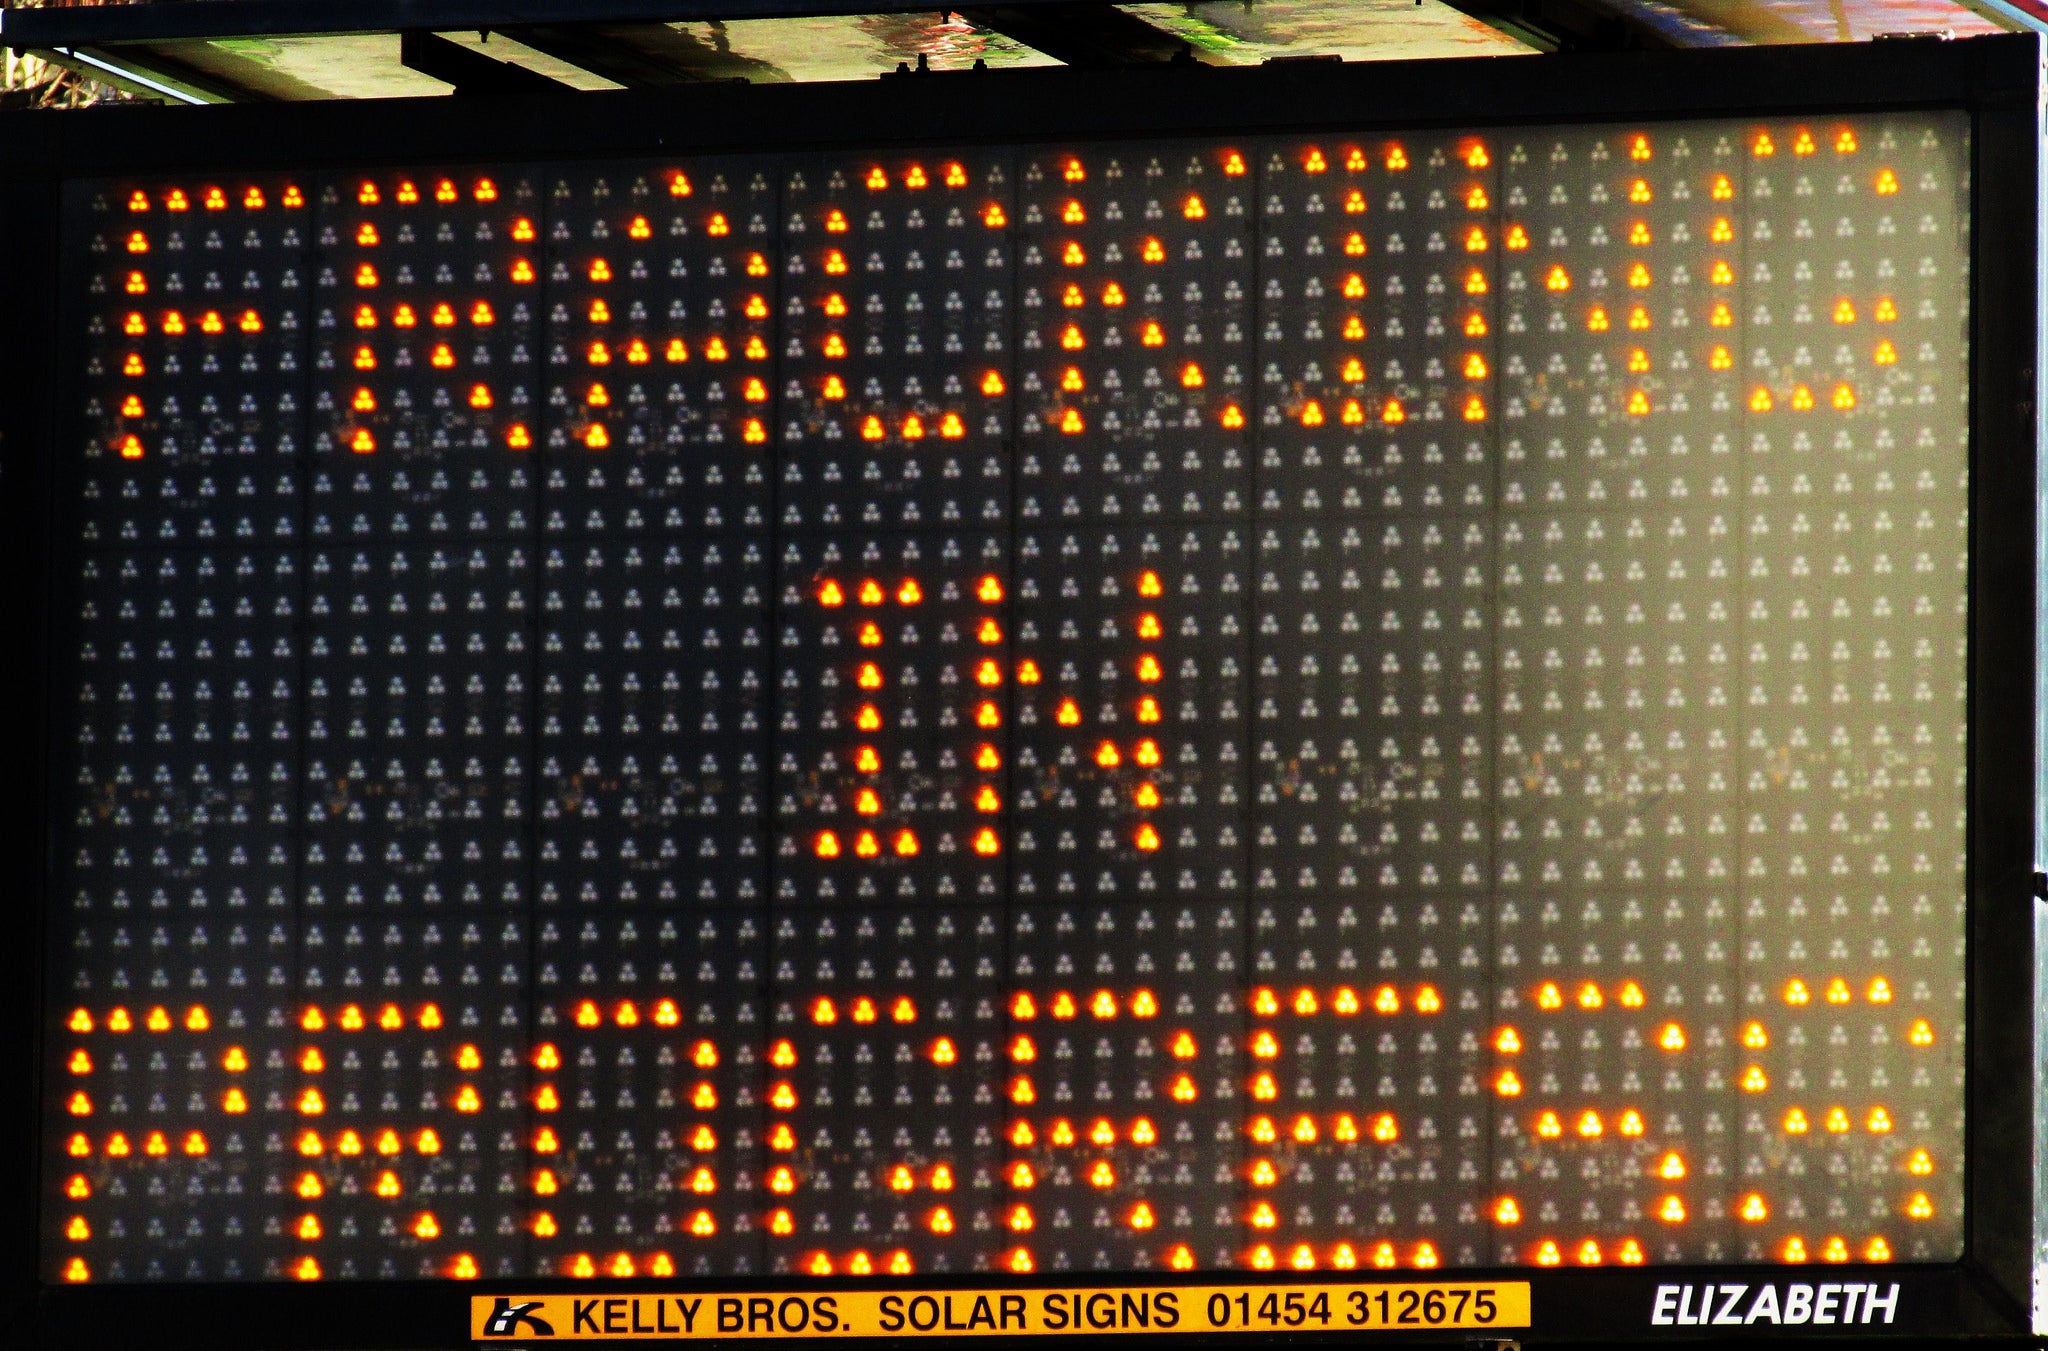 FRACKING
IN
PROGRESS
KELLY BROS. SOLAR SIGNS 01454 312675
ELIZABETH